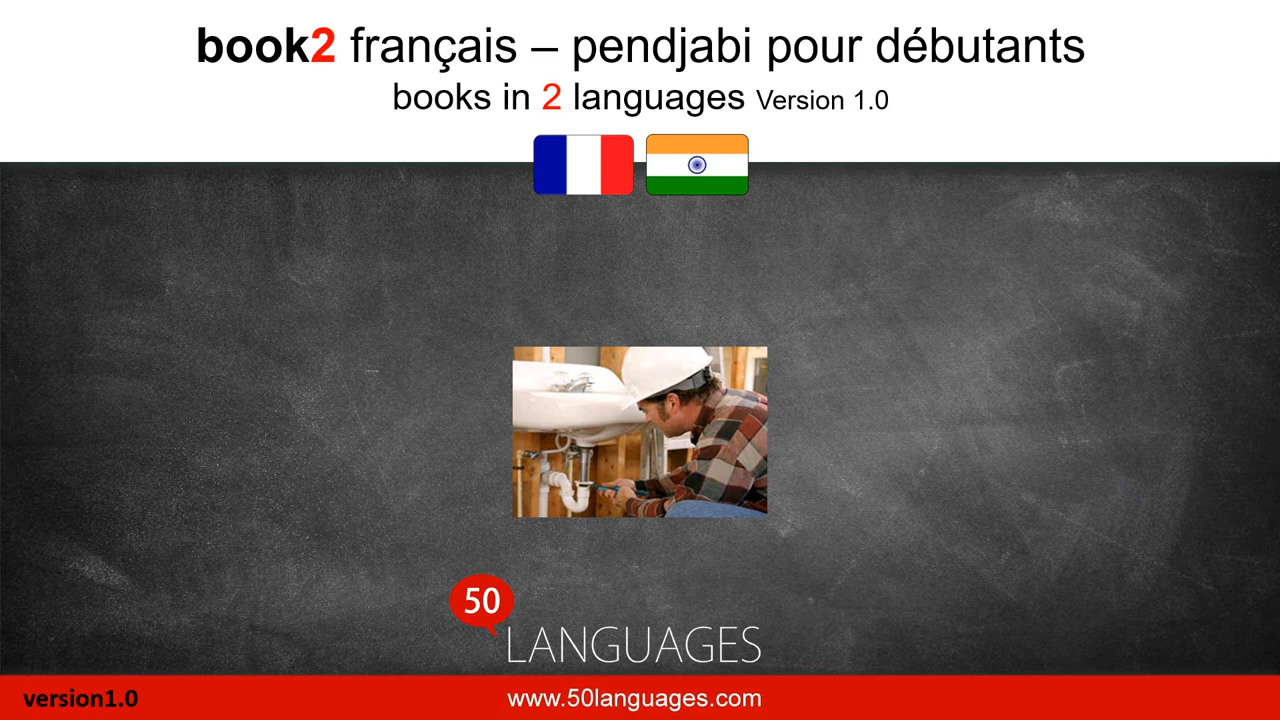 book2 français – pendjabi pour débutants
books in 2 languages Version 1.0
50
LANGUAGES
version1.0
www.50languages.com